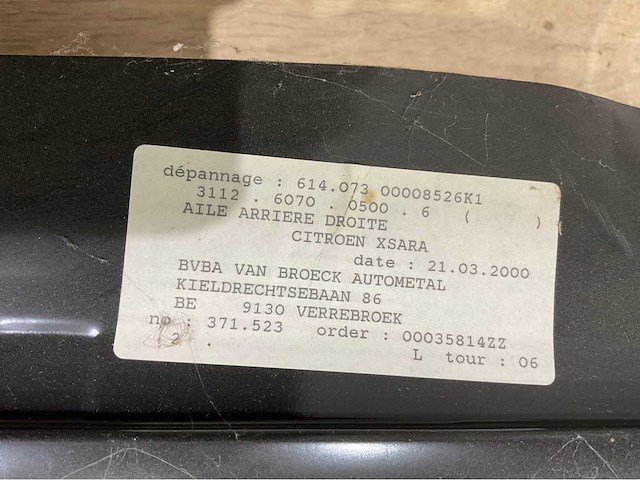 dépannage : 614.073 00008526K1
3112 . 6070 . 0500 . 6 ( )
AILE ARRIERE DROITE
CITROEN XSARA
date : 21.03.2000
BVBA VAN BROECK AUTOMETAL
KIELDRECHTSEBAAN 86
BE 9130 VERREBROEK
no : 371.523 order : 00035814ZZ
2 . L tour : 06